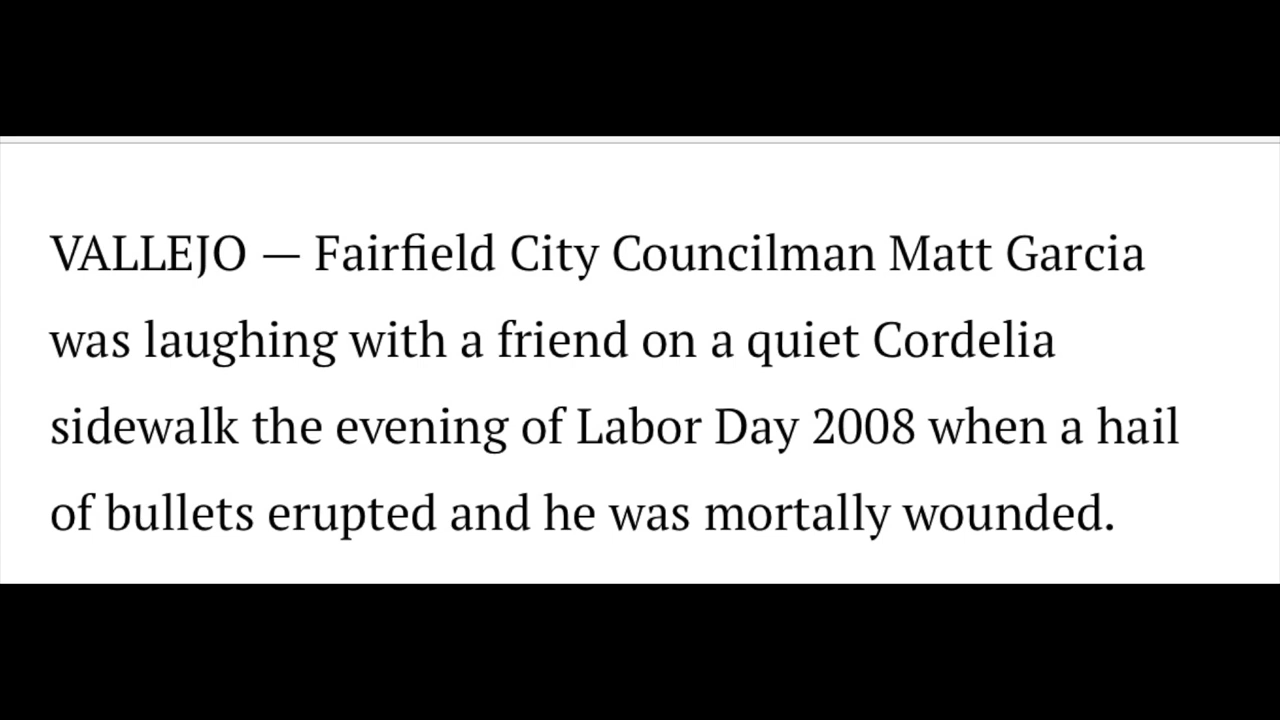 VALLEJO — Fairfield City Councilman Matt Garcia
was laughing with a friend on a quiet Cordelia
sidewalk the evening of Labor Day 2008 when a hail
of bullets erupted and he was mortally wounded.